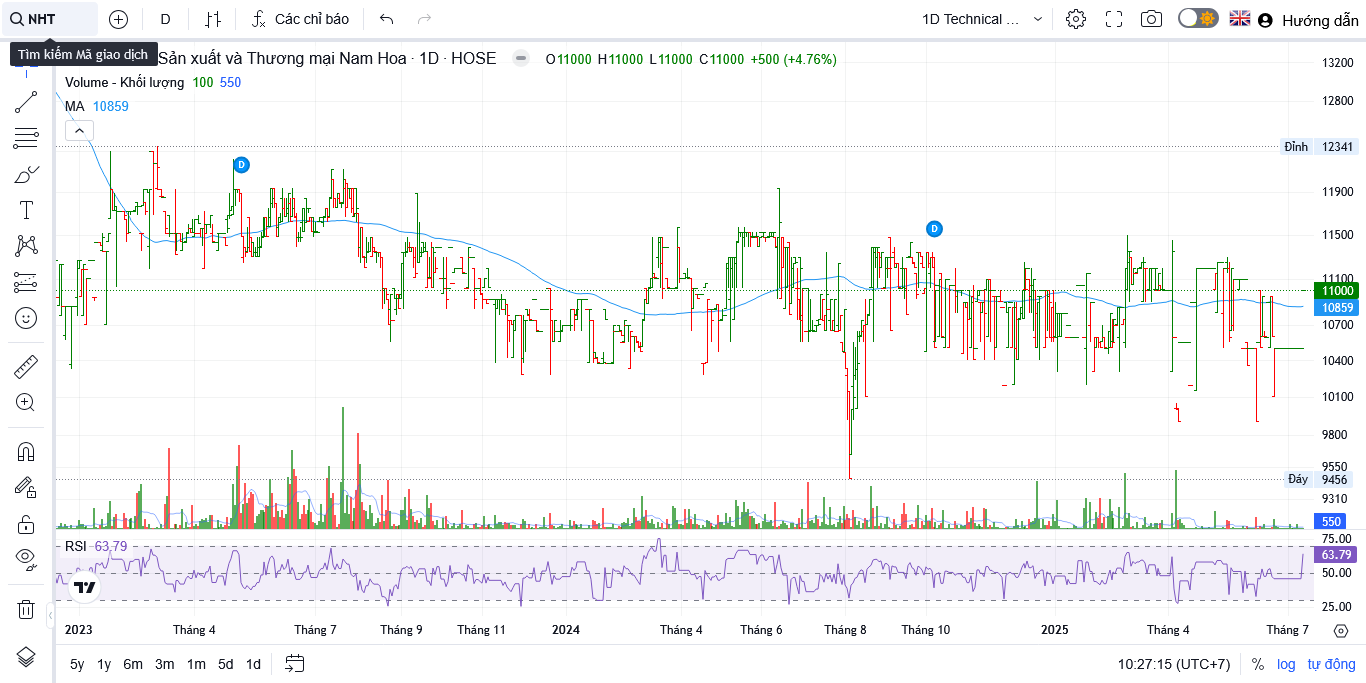 NHT
D
Các chỉ báo
1D Technical ...
Hướng dẫn
Tìm kiếm Mã giao dịch
Sản xuất và Thương mại Nam Hoa · 1D · HOSE
O11000 H11000 L11000 C11000 +500 (+4.76%)
Volume - Khối lượng 100 550
MA 10859
D
D
13200
12800
Đỉnh 12341
11900
11500
11100
11000
10859
10700
10400
10100
9800
9550
Đáy 9456
9310
550
RSI 63.79
75.00
63.79
50.00
25.00
2023 Tháng 4 Tháng 7 Tháng 9 Tháng 11 2024 Tháng 4 Tháng 6 Tháng 8 Tháng 10 2025 Tháng 4 Tháng 7
5y 1y 6m 3m 1m 5d 1d
10:27:15 (UTC+7) % log tự động